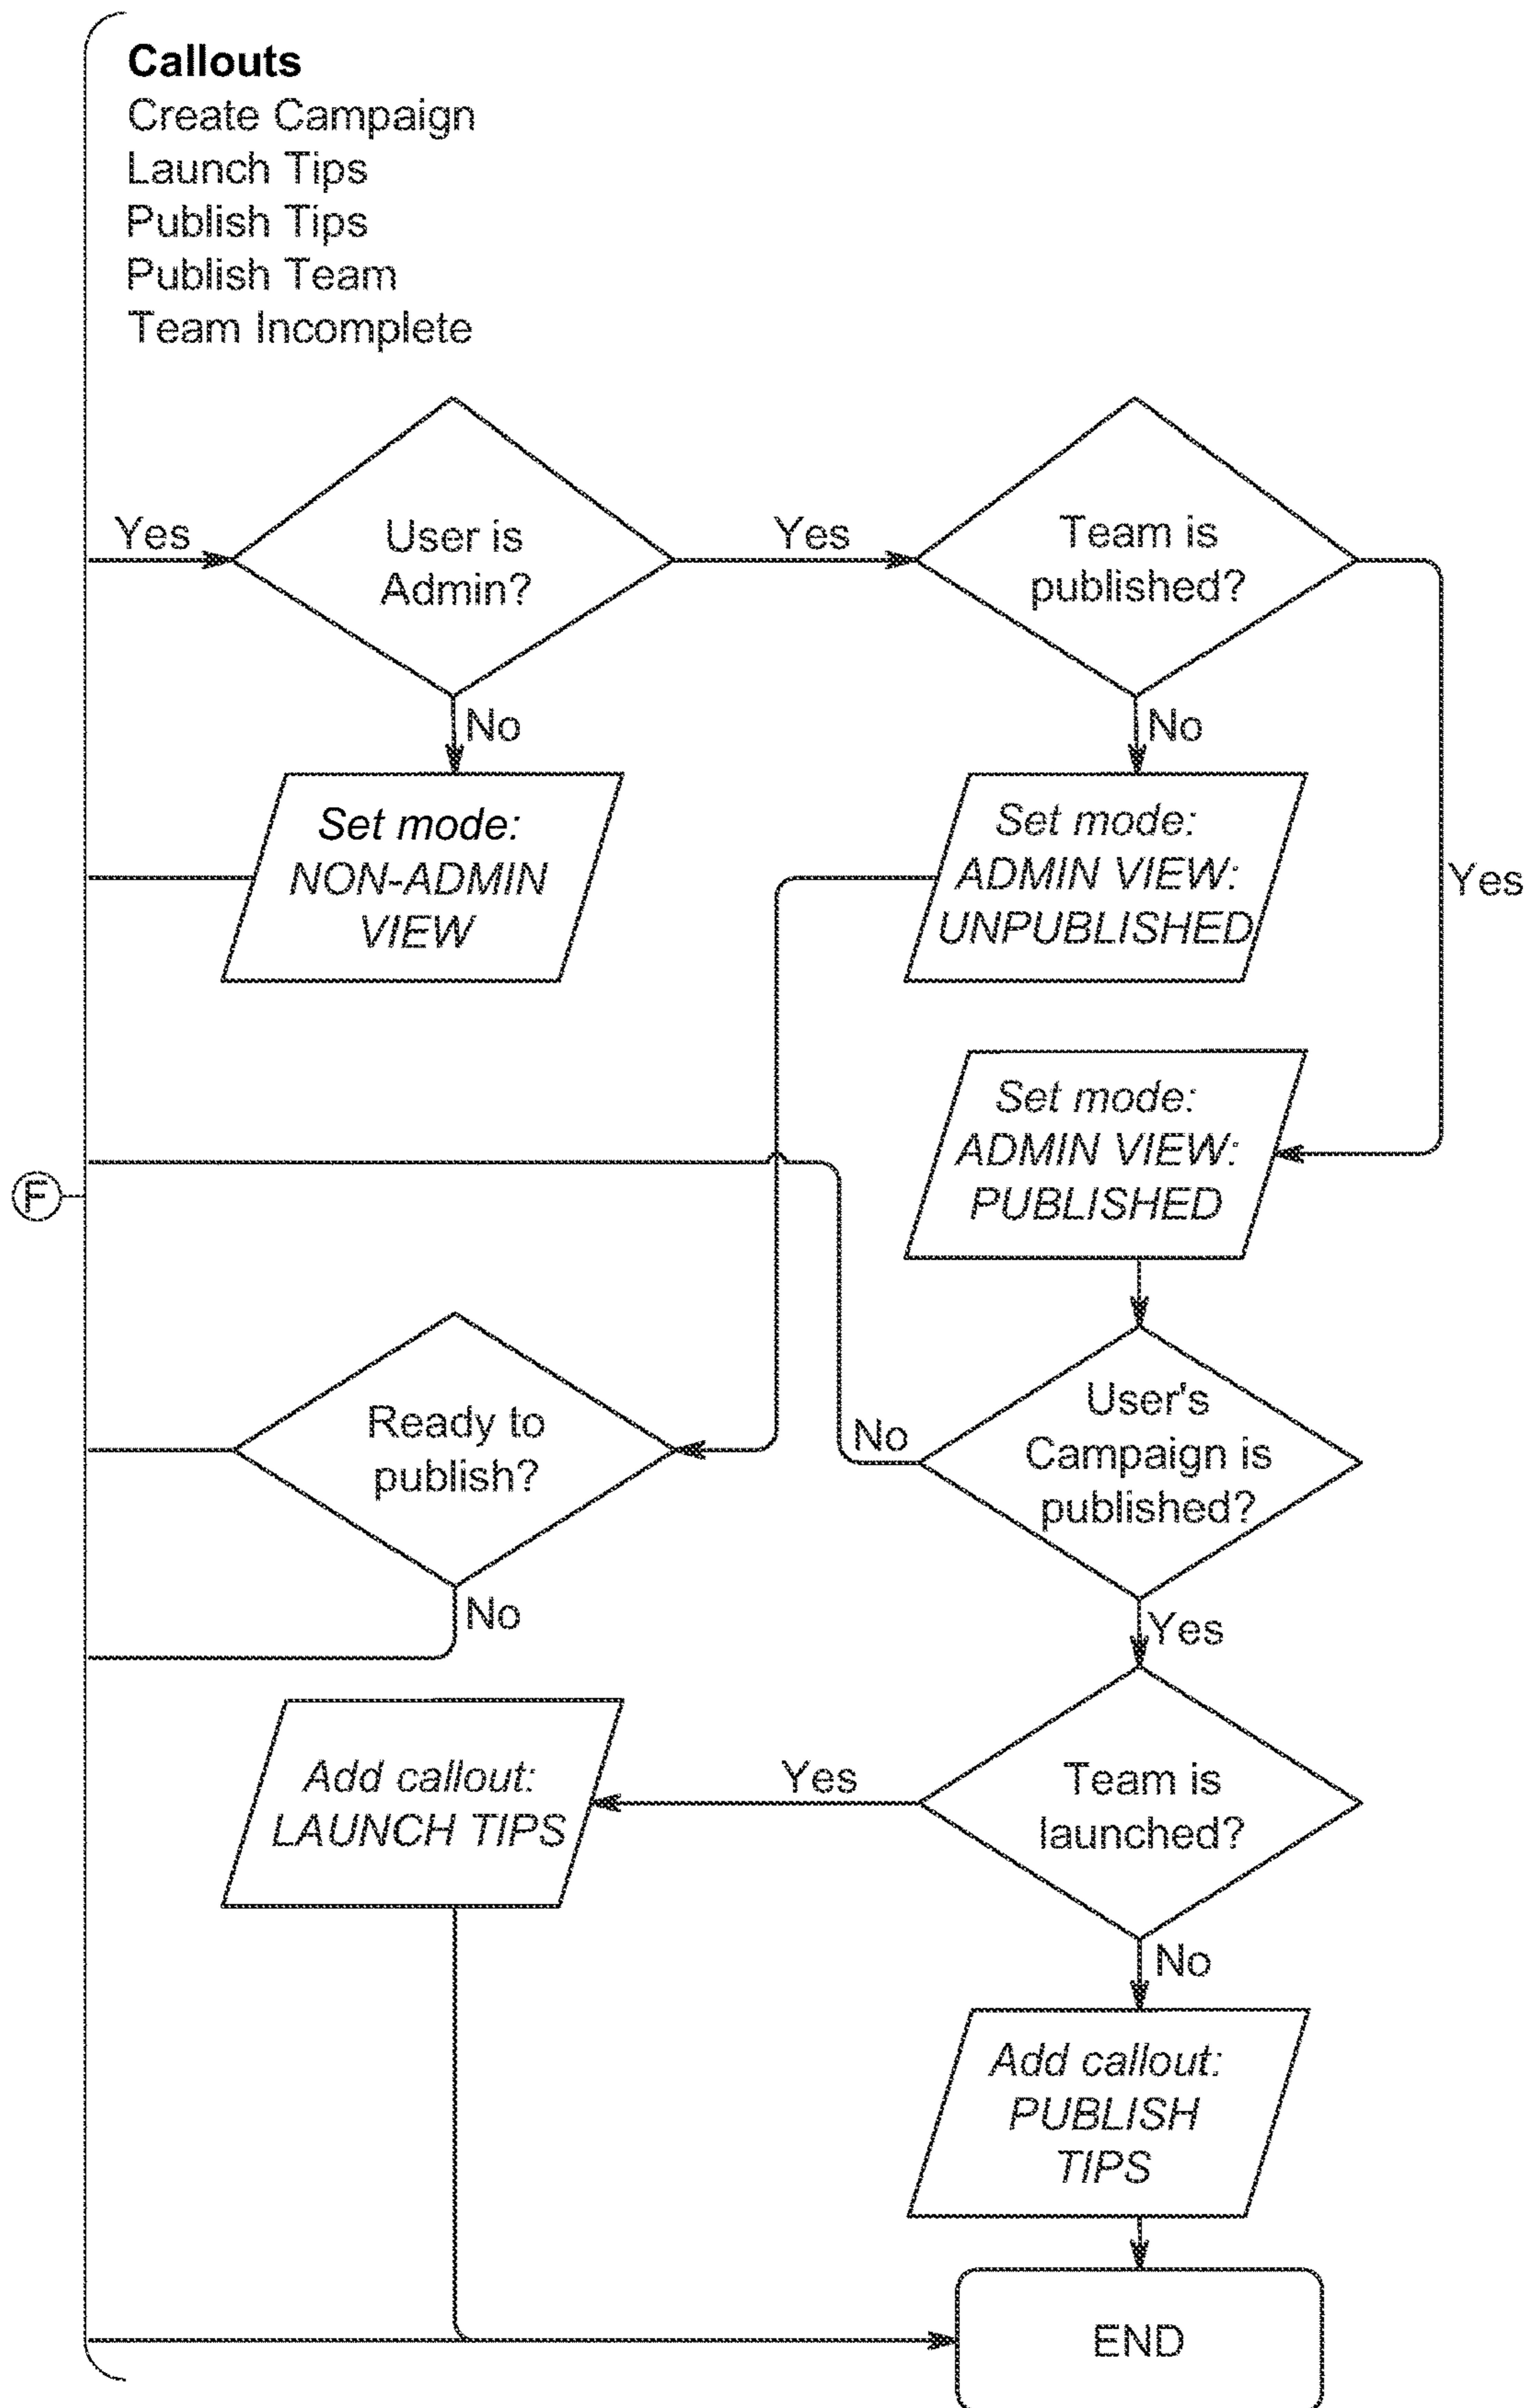 Callouts
Create Campaign
Launch Tips
Publish Tips
Publish Team
Team Incomplete
Yes
User is
Admin?
Yes
Team is
published?
No
No
Set mode:
NON-ADMIN
VIEW
Set mode:
ADMIN VIEW:
UNPUBLISHED
Yes
Set mode:
ADMIN VIEW:
PUBLISHED
F
Ready to
publish?
No
User's
Campaign is
published?
No
Yes
Add callout:
LAUNCH TIPS
Yes
Team is
launched?
No
Add callout:
PUBLISH
TIPS
END